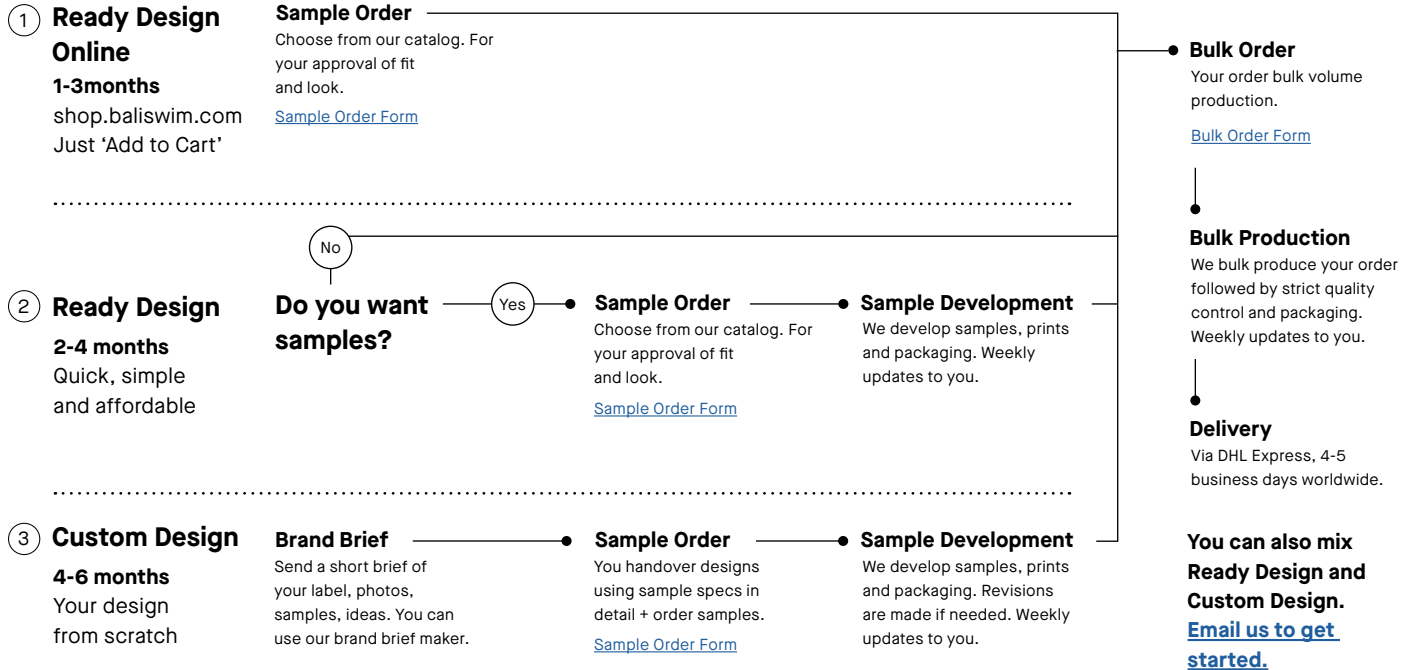 1
Ready Design
Online
1-3months
shop.baliswim.com
Just ‘Add to Cart’
Sample Order
Choose from our catalog. For
your approval of fit
and look.
Sample Order Form
2
Ready Design
2-4 months
Quick, simple
and affordable
No
Do you want
samples?
Yes
Sample Order
Choose from our catalog. For
your approval of fit
and look.
Sample Order Form
Sample Development
We develop samples, prints
and packaging. Weekly
updates to you.
3
Custom Design
4-6 months
Your design
from scratch
Brand Brief
Send a short brief of
your label, photos,
samples, ideas. You can
use our brand brief maker.
Sample Order
You handover designs
using sample specs in
detail + order samples.
Sample Order Form
Sample Development
We develop samples, prints
and packaging. Revisions
are made if needed. Weekly
updates to you.
Bulk Order
Your order bulk volume
production.
Bulk Order Form
Bulk Production
We bulk produce your order
followed by strict quality
control and packaging.
Weekly updates to you.
Delivery
Via DHL Express, 4-5
business days worldwide.
You can also mix
Ready Design and
Custom Design.
Email us to get
started.